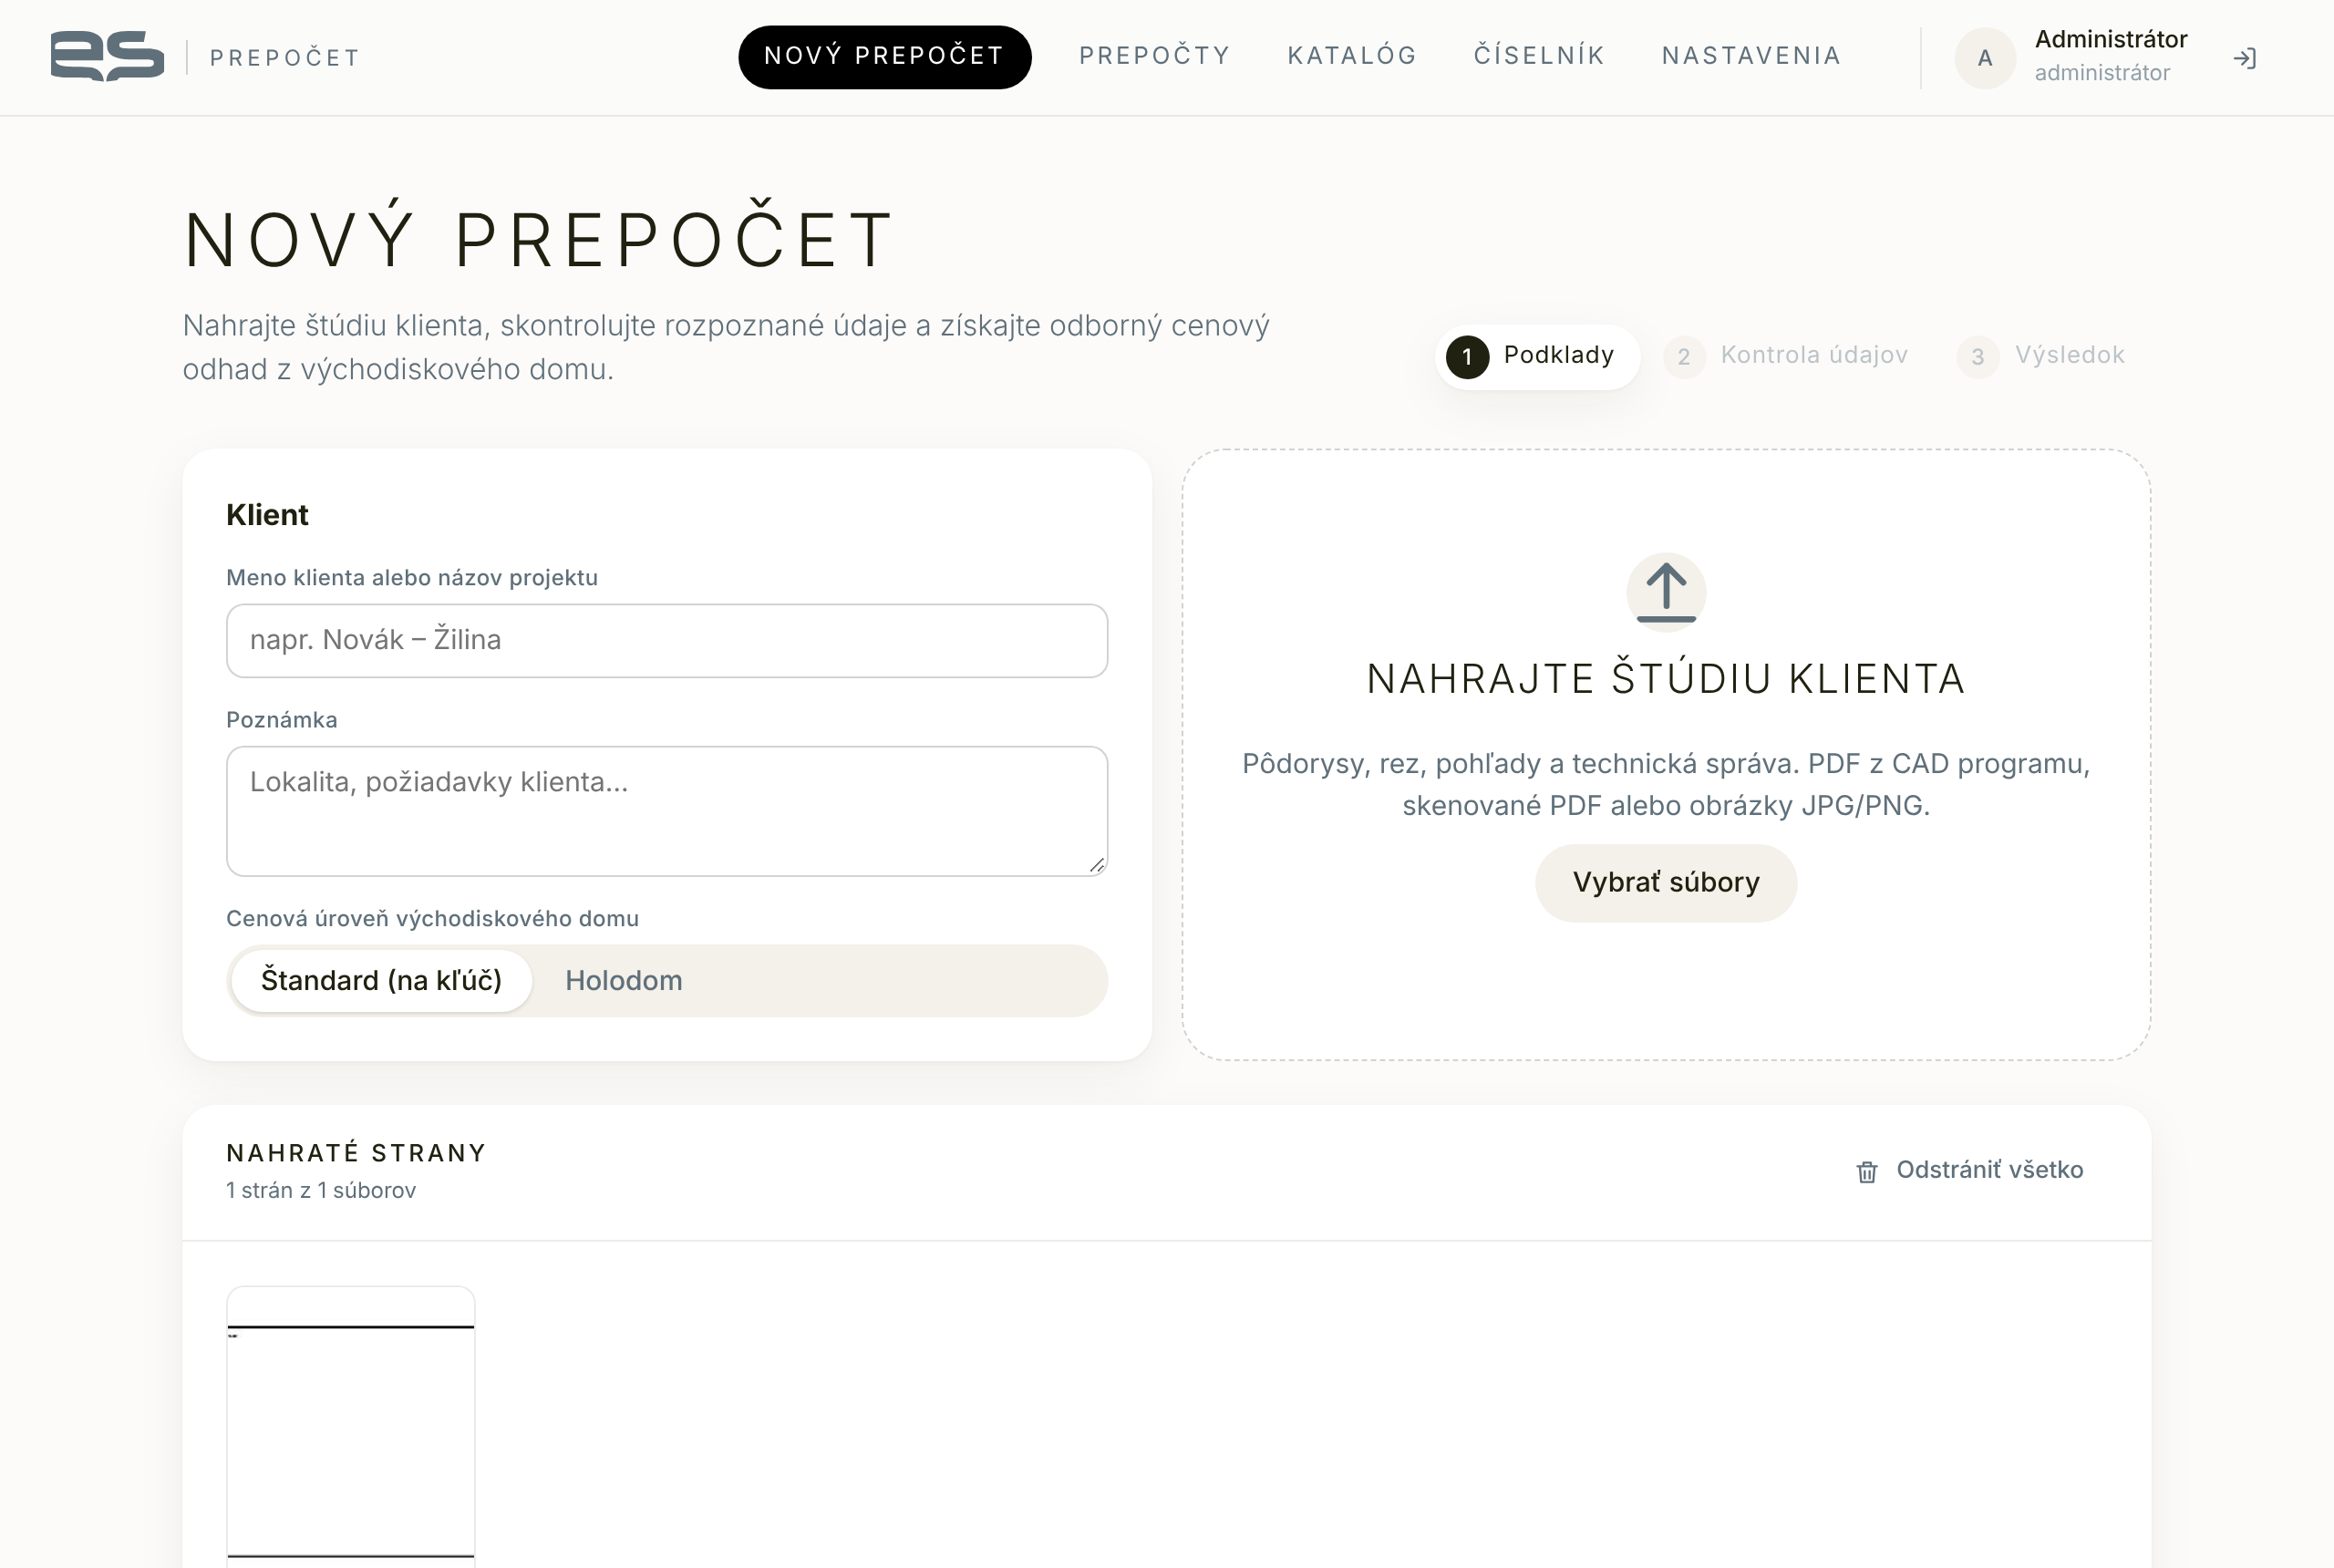 es PREPOČET
NOVÝ PREPOČET
PREPOČTY
KATALÓG
ČÍSELNÍK
NASTAVENIA
A
Administrátor
administrátor
NOVÝ PREPOČET
Nahrajte štúdiu klienta, skontrolujte rozpoznané údaje a získajte odborný cenový
odhad z východiskového domu.
1 Podklady
2 Kontrola údajov
3 Výsledok
Klient
Meno klienta alebo názov projektu
napr. Novák – Žilina
Poznámka
Lokalita, požiadavky klienta...
Cenová úroveň východiskového domu
Štandard (na kľúč)
Holodom
NAHRAJTE ŠTÚDIU KLIENTA
Pôdorysy, rez, pohľady a technická správa. PDF z CAD programu,
skenované PDF alebo obrázky JPG/PNG.
Vybrať súbory
NAHRATÉ STRANY
1 strán z 1 súborov
Odstrániť všetko